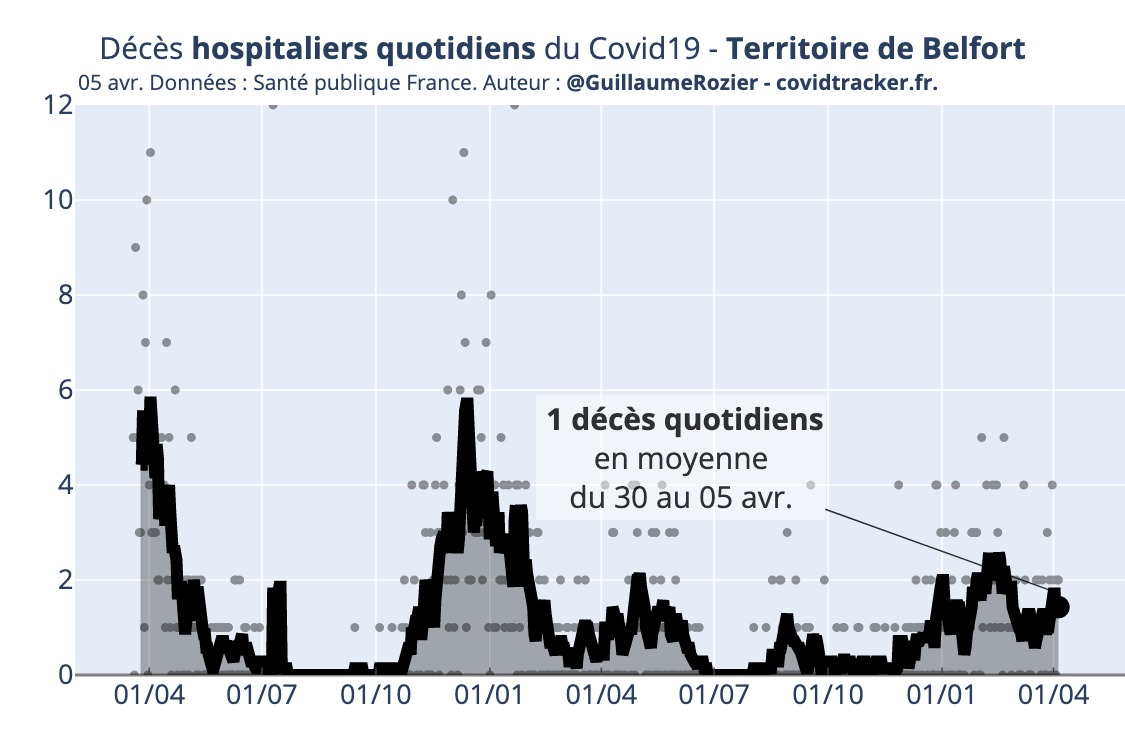 Décès hospitaliers quotidiens du Covid19 - Territoire de Belfort
05 avr. Données : Santé publique France. Auteur : @GuillaumeRozier - covidtracker.fr.
12
10
8
6
1 décès quotidiens
en moyenne
4
du 30 au 05 avr.
2
0
01/04 01/07 01/10 01/01 01/04 01/07 01/10 01/01 01/04